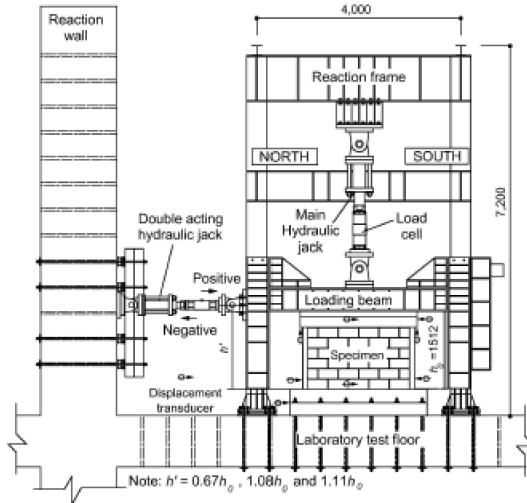 Reaction
wall
4,000
Reaction frame
NORTH
SOUTH
7,200
Main
Hydraulic
jack
Load
cell
Double acting
hydraulic jack
Positive
Negative
Loading beam
Specimen
h'
h₀ =1512
Displacement
transducer
Laboratory test floor
Note: h' = 0.67h₀ , 1.08h₀ and 1.11h₀